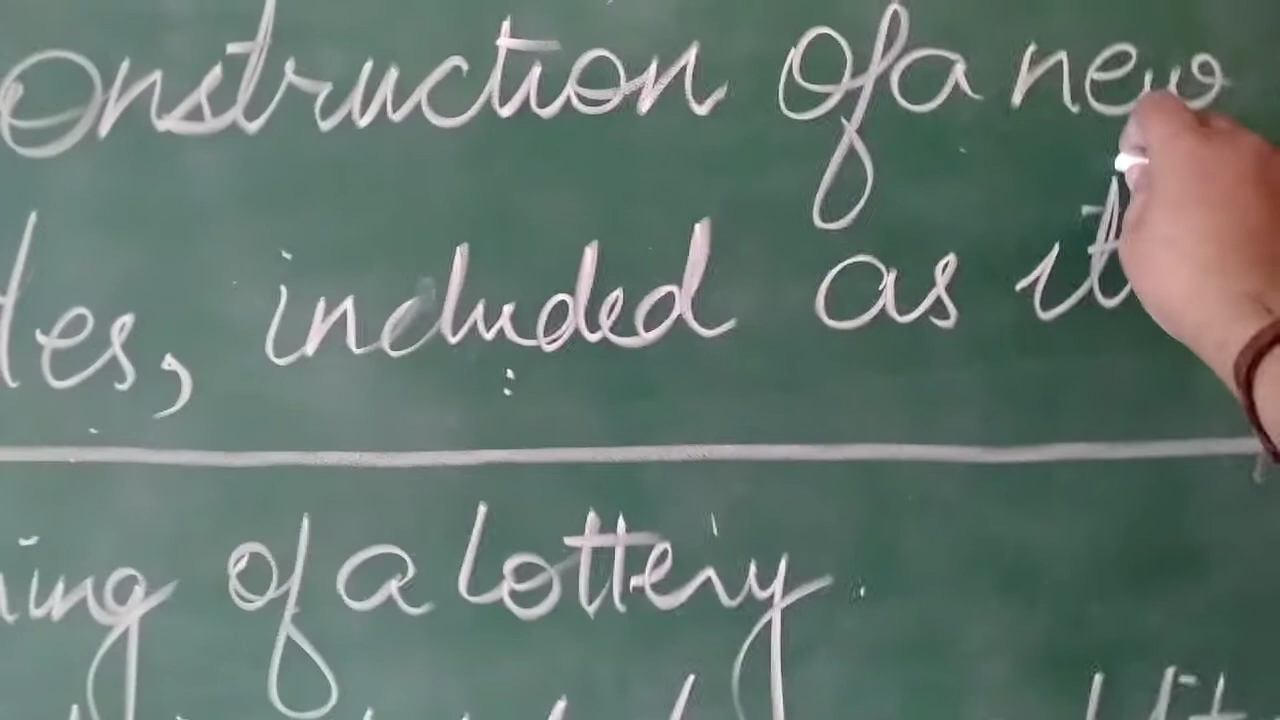 onstruction of a new
les, included as it
ing of a lottery